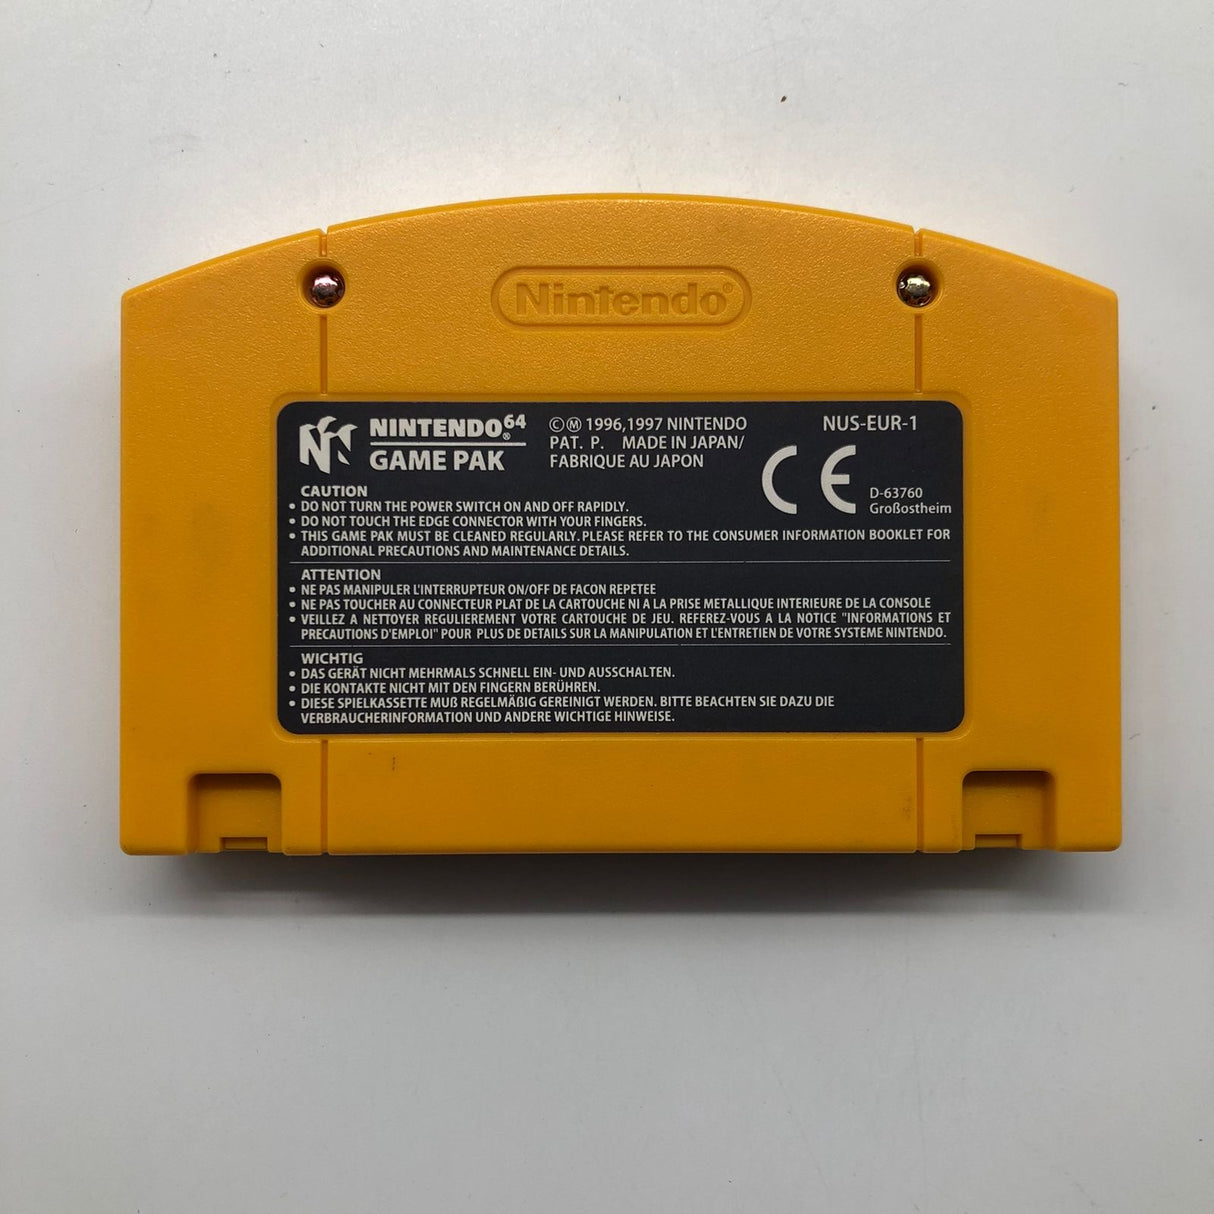 Nintendo®
NINTENDO⁶⁴®
GAME PAK
©Ⓜ 1996,1997 NINTENDO
PAT. P. MADE IN JAPAN/
FABRIQUE AU JAPON
NUS-EUR-1
CE
D-63760
Großostheim
CAUTION
• DO NOT TURN THE POWER SWITCH ON AND OFF RAPIDLY.
• DO NOT TOUCH THE EDGE CONNECTOR WITH YOUR FINGERS.
• THIS GAME PAK MUST BE CLEANED REGULARLY. PLEASE REFER TO THE CONSUMER INFORMATION BOOKLET FOR
ADDITIONAL PRECAUTIONS AND MAINTENANCE DETAILS.
ATTENTION
• NE PAS MANIPULER L'INTERRUPTEUR ON/OFF DE FACON REPETEE
• NE PAS TOUCHER AU CONNECTEUR PLAT DE LA CARTOUCHE NI A LA PRISE METALLIQUE INTERIEURE DE LA CONSOLE
• VEILLEZ A NETTOYER REGULIEREMENT VOTRE CARTOUCHE DE JEU. REFEREZ-VOUS A LA NOTICE "INFORMATIONS ET
PRECAUTIONS D'EMPLOI" POUR PLUS DE DETAILS SUR LA MANIPULATION ET L'ENTRETIEN DE VOTRE SYSTEME NINTENDO.
WICHTIG
• DAS GERÄT NICHT MEHRMALS SCHNELL EIN- UND AUSSCHALTEN.
• DIE KONTAKTE NICHT MIT DEN FINGERN BERÜHREN.
• DIESE SPIELKASSETTE MUß REGELMÄßIG GEREINIGT WERDEN. BITTE BEACHTEN SIE DAZU DIE
VERBRAUCHERINFORMATION UND ANDERE WICHTIGE HINWEISE.